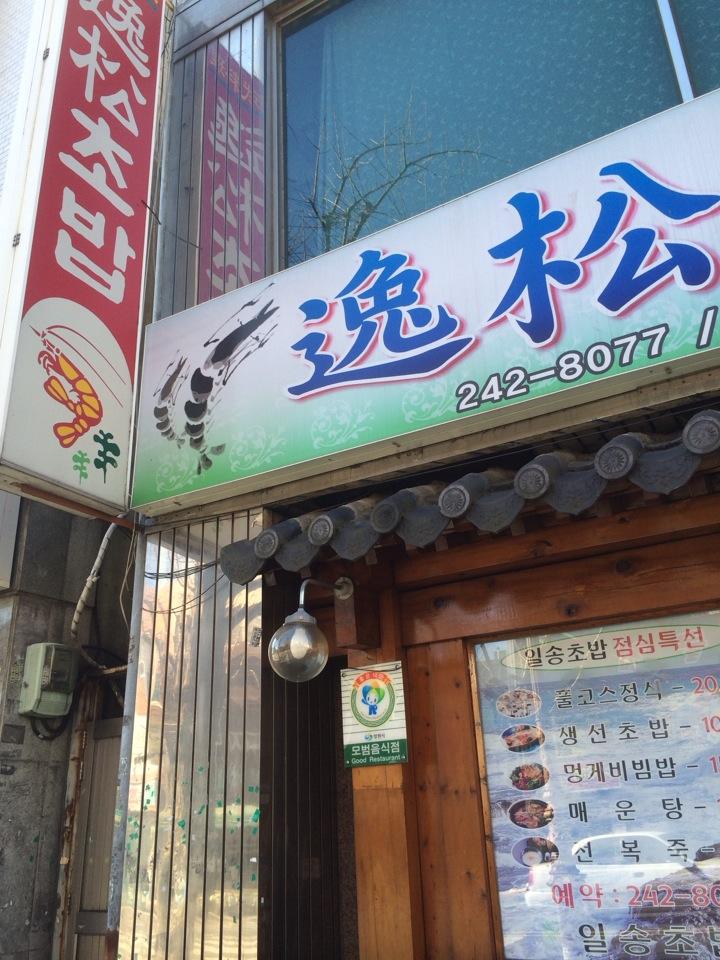 逸松초밥
逸松
242-8077 /
모범음식점
Good Restaurant
일송초밥 점심특선
풀코스정식 - 20,
생선초밥 - 10
멍게비빔밥 - 1
매운탕 -
전복죽 -
예약 : 242-80
일송초밥